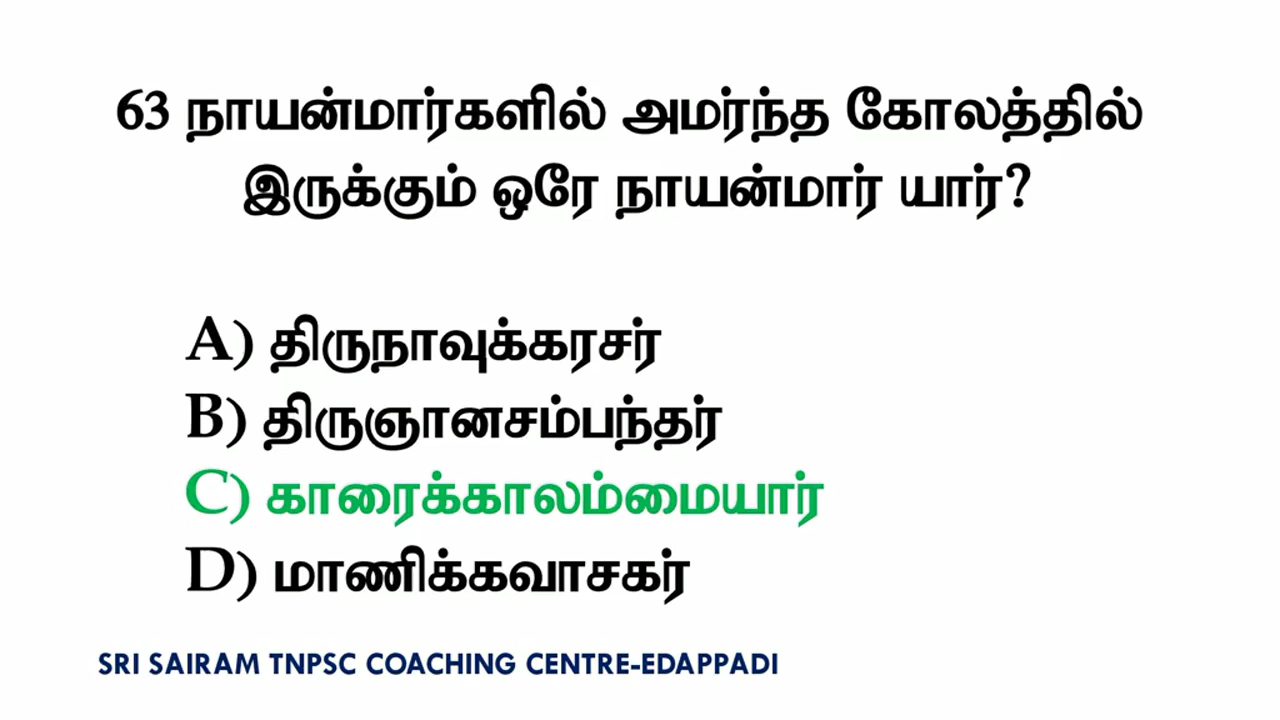 63 நாயன்மார்களில் அமர்ந்த கோலத்தில்
இருக்கும் ஒரே நாயன்மார் யார்?
A) திருநாவுக்கரசர்
B) திருஞானசம்பந்தர்
C) காரைக்காலம்மையார்
D) மாணிக்கவாசகர்
SRI SAIRAM TNPSC COACHING CENTRE-EDAPPADI